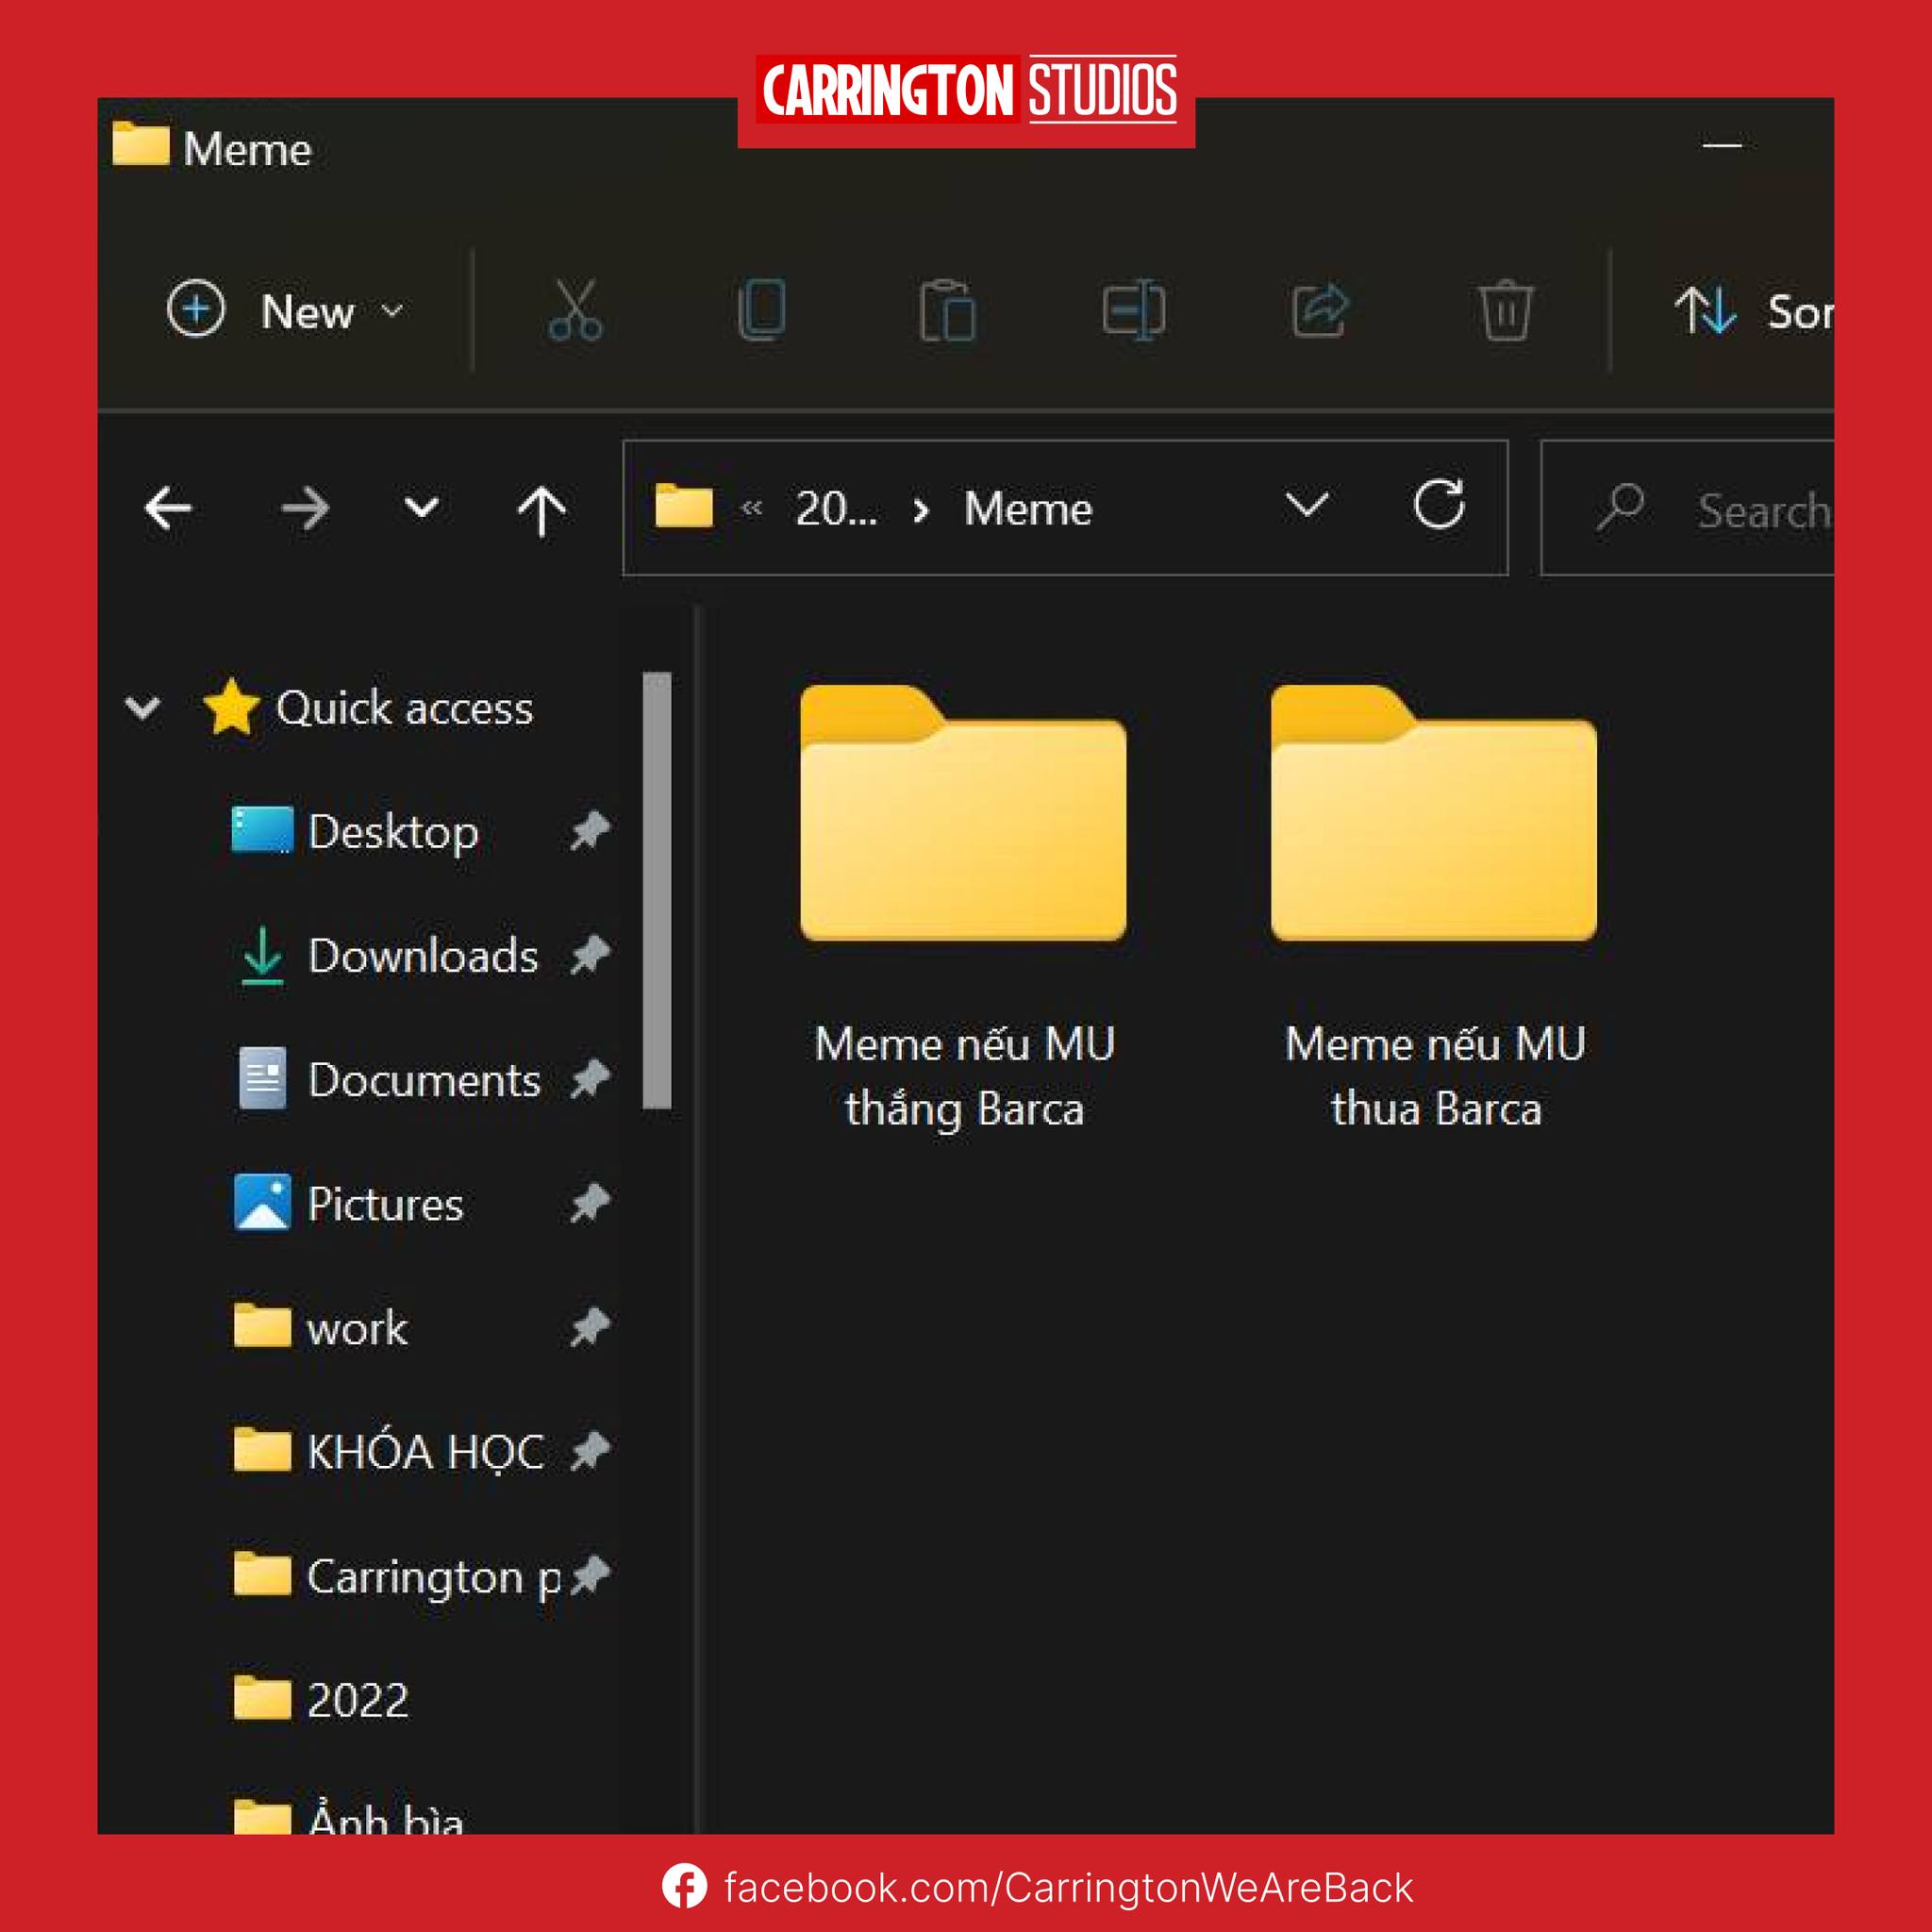 CARRINGTON STUDIOS
Meme
New
Sor
20... Meme
Search
Quick access
Desktop
Downloads
Documents
Pictures
work
KHÓA HỌC
Carrington p
2022
Ảnh bìa
Meme nếu MU
thắng Barca
Meme nếu MU
thua Barca
facebook.com/CarringtonWeAreBack